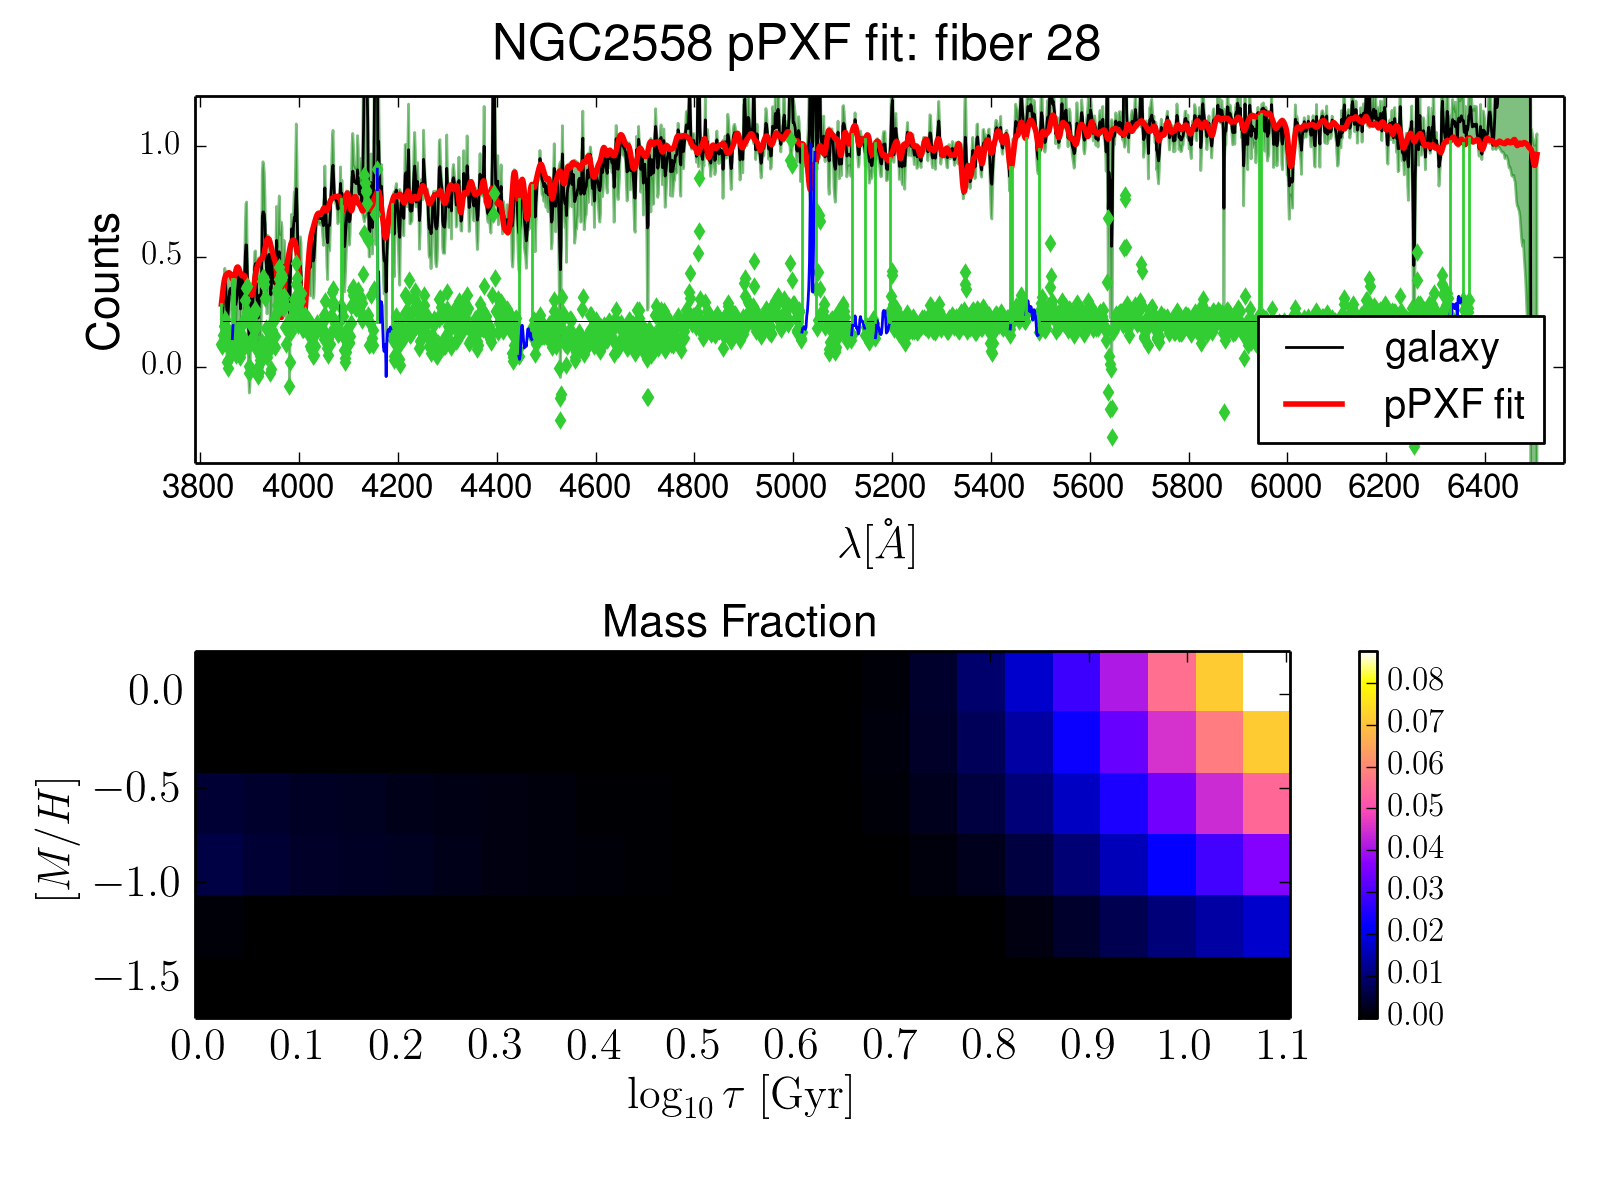 NGC2558 pPXF fit: fiber 28
Counts
1.0
0.5
0.0
galaxy
pPXF fit
3800 4000 4200 4400 4600 4800 5000 5200 5400 5600 5800 6000 6200 6400
λ[Å]
Mass Fraction
[M/H]
0.0
−0.5
−1.0
−1.5
0.0 0.1 0.2 0.3 0.4 0.5 0.6 0.7 0.8 0.9 1.0 1.1
log₁₀ τ [Gyr]
0.08
0.07
0.06
0.05
0.04
0.03
0.02
0.01
0.00